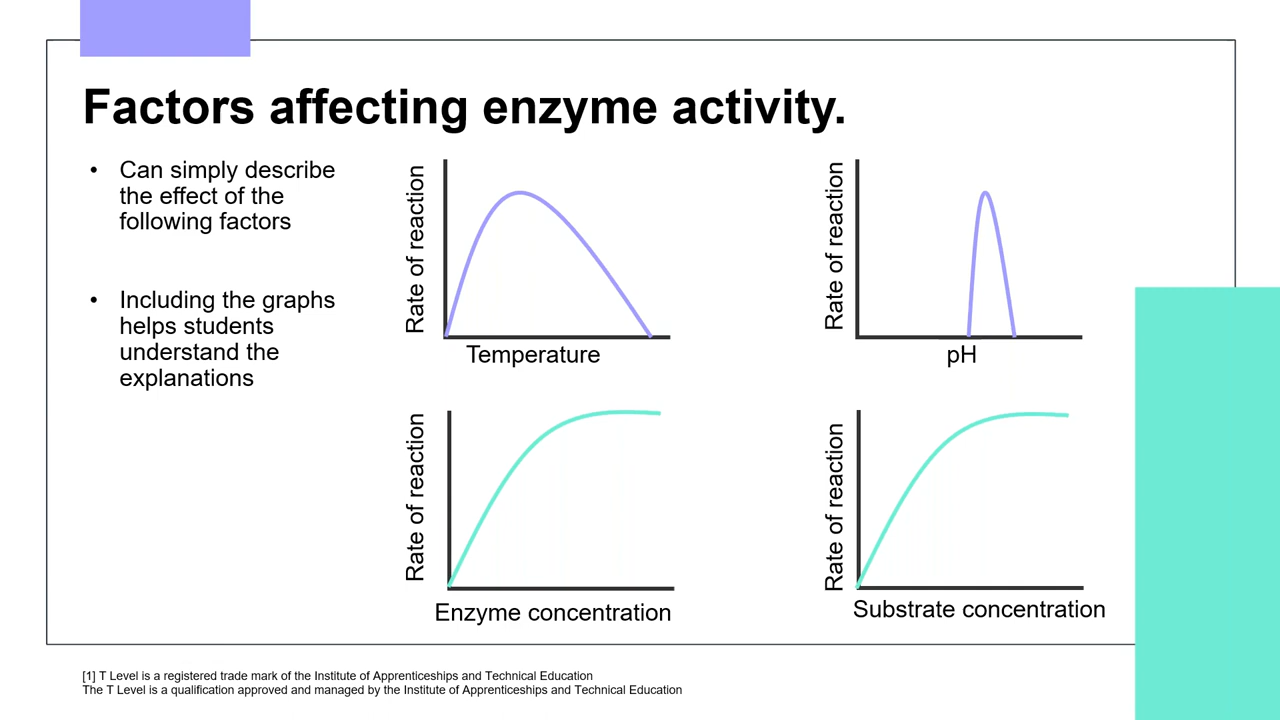 Factors affecting enzyme activity.
• Can simply describe
the effect of the
following factors
• Including the graphs
helps students
understand the
explanations
Rate of reaction
Temperature
Rate of reaction
pH
Rate of reaction
Enzyme concentration
Rate of reaction
Substrate concentration
[1] T Level is a registered trade mark of the Institute of Apprenticeships and Technical Education
The T Level is a qualification approved and managed by the Institute of Apprenticeships and Technical Education